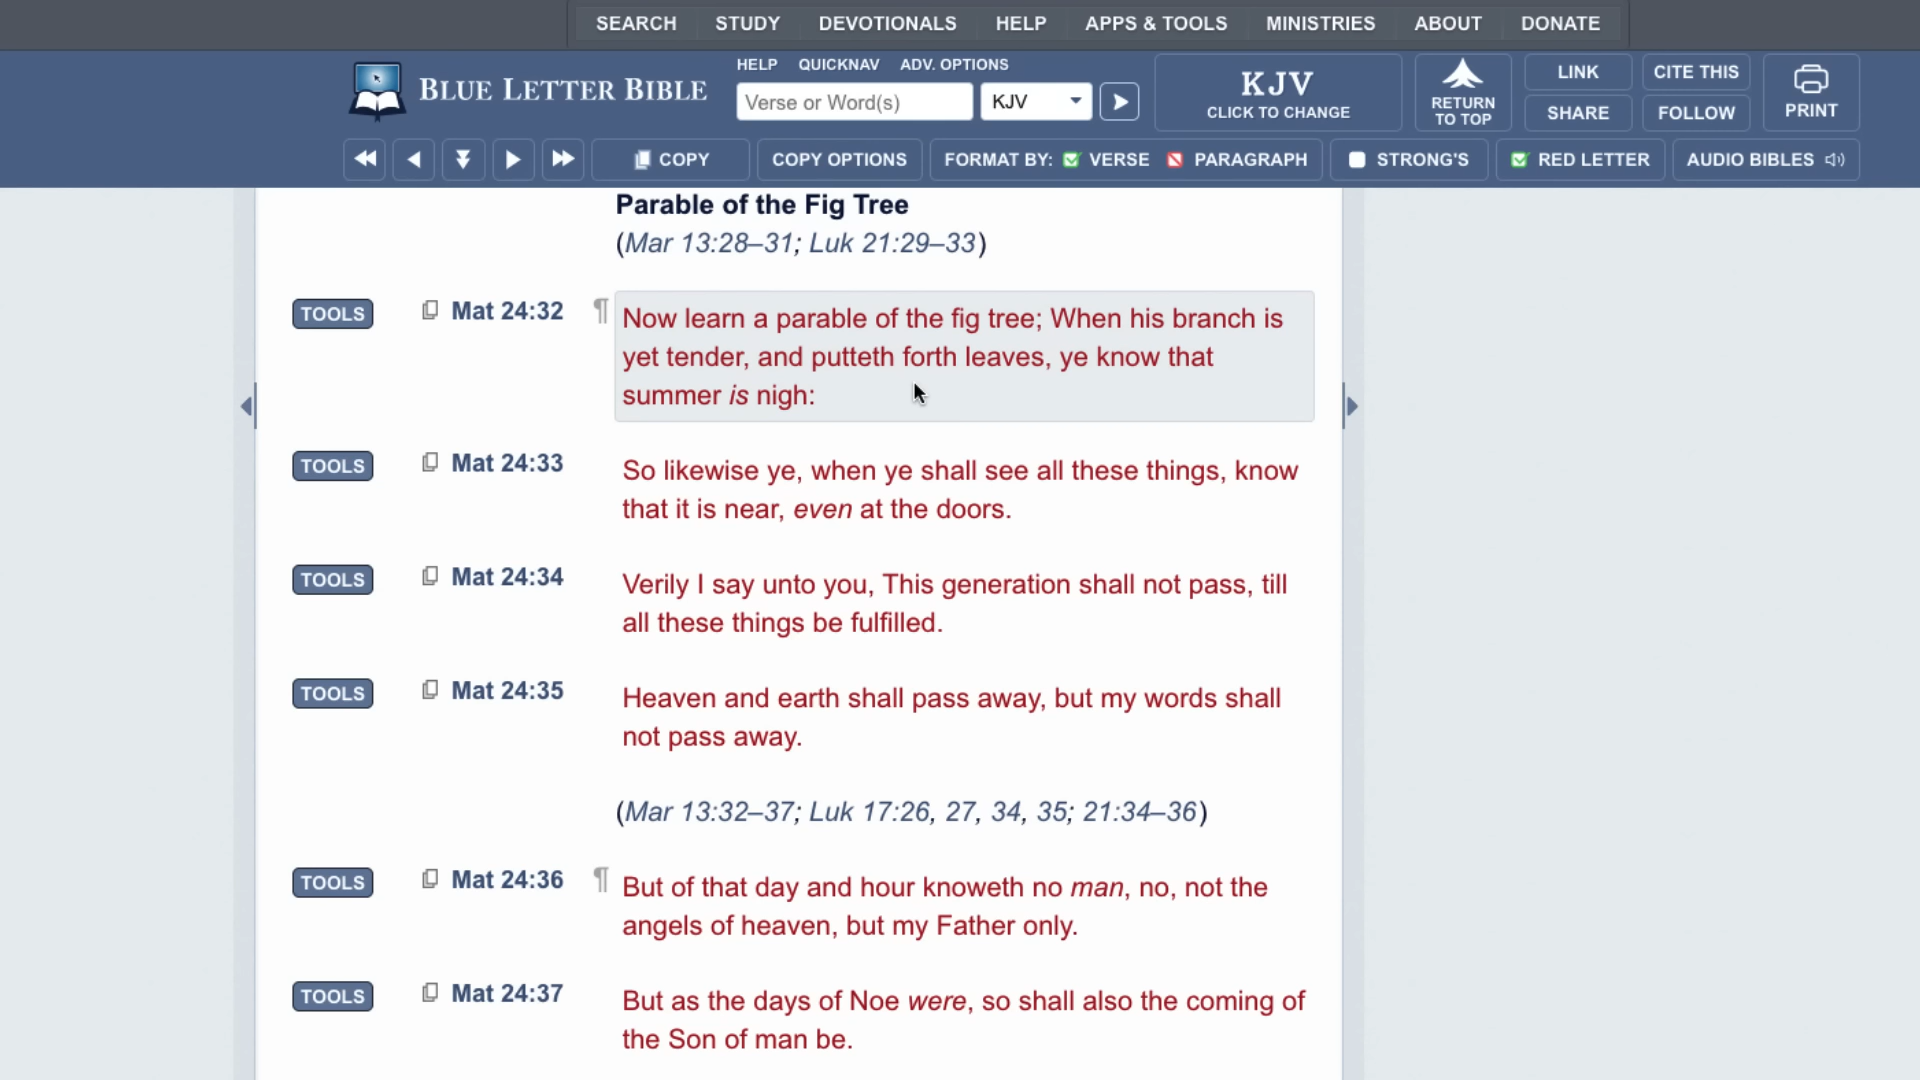 SEARCH STUDY DEVOTIONALS HELP APPS & TOOLS MINISTRIES ABOUT DONATE
BLUE LETTER BIBLE
HELP QUICKNAV ADV. OPTIONS
Verse or Word(s) KJV
KJV
CLICK TO CHANGE
RETURN
TO TOP
LINK CITE THIS
SHARE FOLLOW
PRINT
COPY COPY OPTIONS FORMAT BY: VERSE PARAGRAPH STRONG'S RED LETTER AUDIO BIBLES
Parable of the Fig Tree
(Mar 13:28–31; Luk 21:29–33)
TOOLS Mat 24:32 ¶ Now learn a parable of the fig tree; When his branch is
yet tender, and putteth forth leaves, ye know that
summer is nigh:
TOOLS Mat 24:33 So likewise ye, when ye shall see all these things, know
that it is near, even at the doors.
TOOLS Mat 24:34 Verily I say unto you, This generation shall not pass, till
all these things be fulfilled.
TOOLS Mat 24:35 Heaven and earth shall pass away, but my words shall
not pass away.
(Mar 13:32–37; Luk 17:26, 27, 34, 35; 21:34–36)
TOOLS Mat 24:36 ¶ But of that day and hour knoweth no man, no, not the
angels of heaven, but my Father only.
TOOLS Mat 24:37 But as the days of Noe were, so shall also the coming of
the Son of man be.